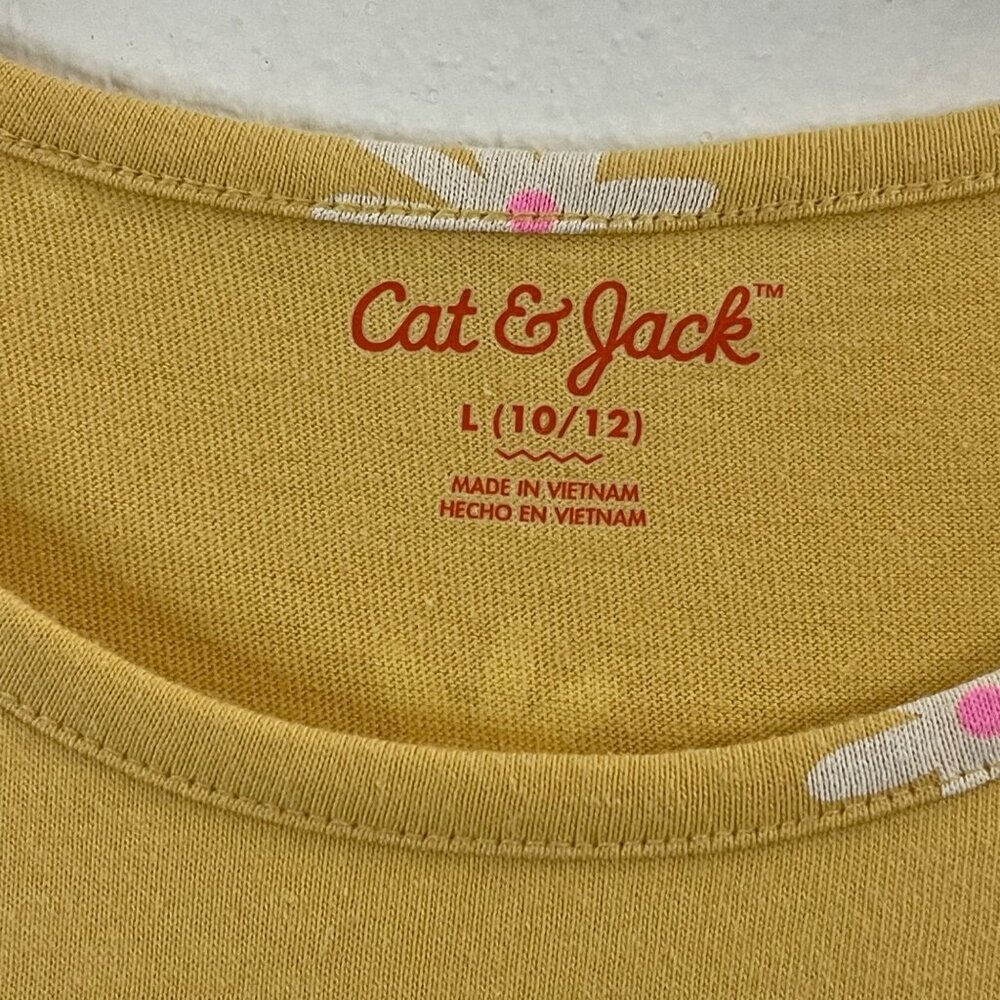 Cat & Jack™
L (10/12)
MADE IN VIETNAM
HECHO EN VIETNAM